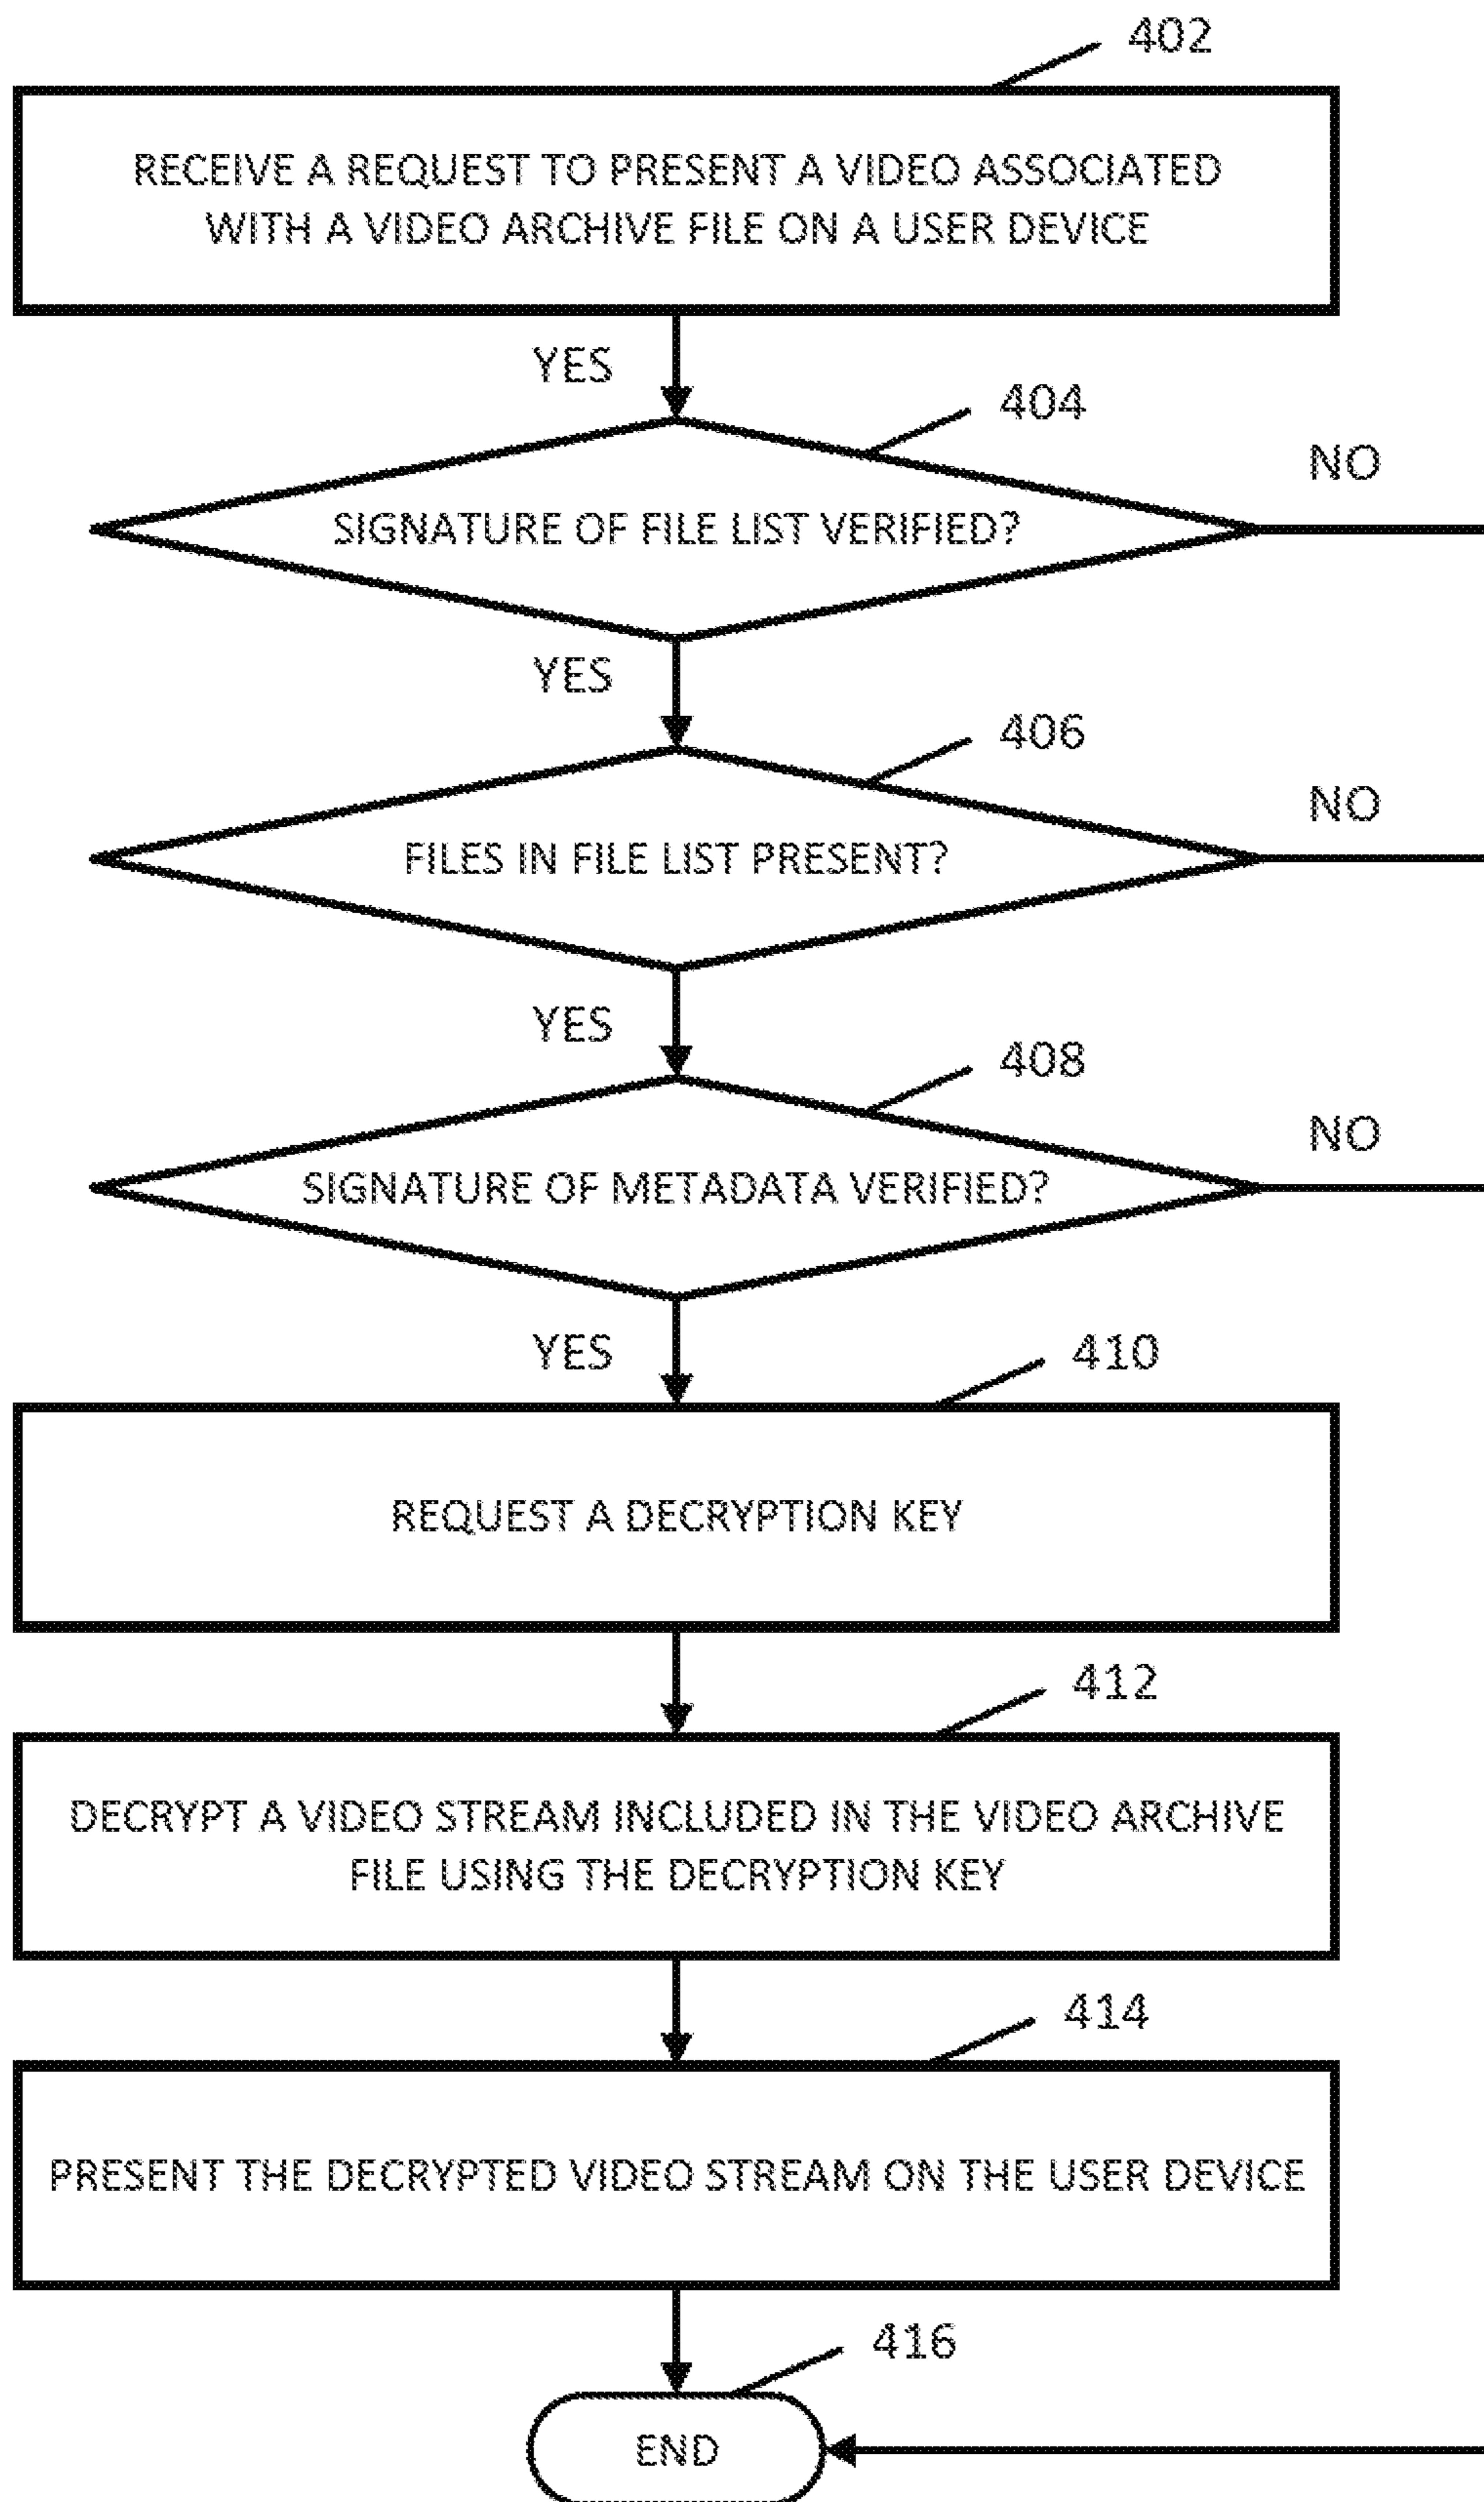 402
RECEIVE A REQUEST TO PRESENT A VIDEO ASSOCIATED
WITH A VIDEO ARCHIVE FILE ON A USER DEVICE
YES
404
NO
SIGNATURE OF FILE LIST VERIFIED?
YES
406
NO
FILES IN FILE LIST PRESENT?
YES
408
NO
SIGNATURE OF METADATA VERIFIED?
YES
410
REQUEST A DECRYPTION KEY
412
DECRYPT A VIDEO STREAM INCLUDED IN THE VIDEO ARCHIVE
FILE USING THE DECRYPTION KEY
414
PRESENT THE DECRYPTED VIDEO STREAM ON THE USER DEVICE
416
END